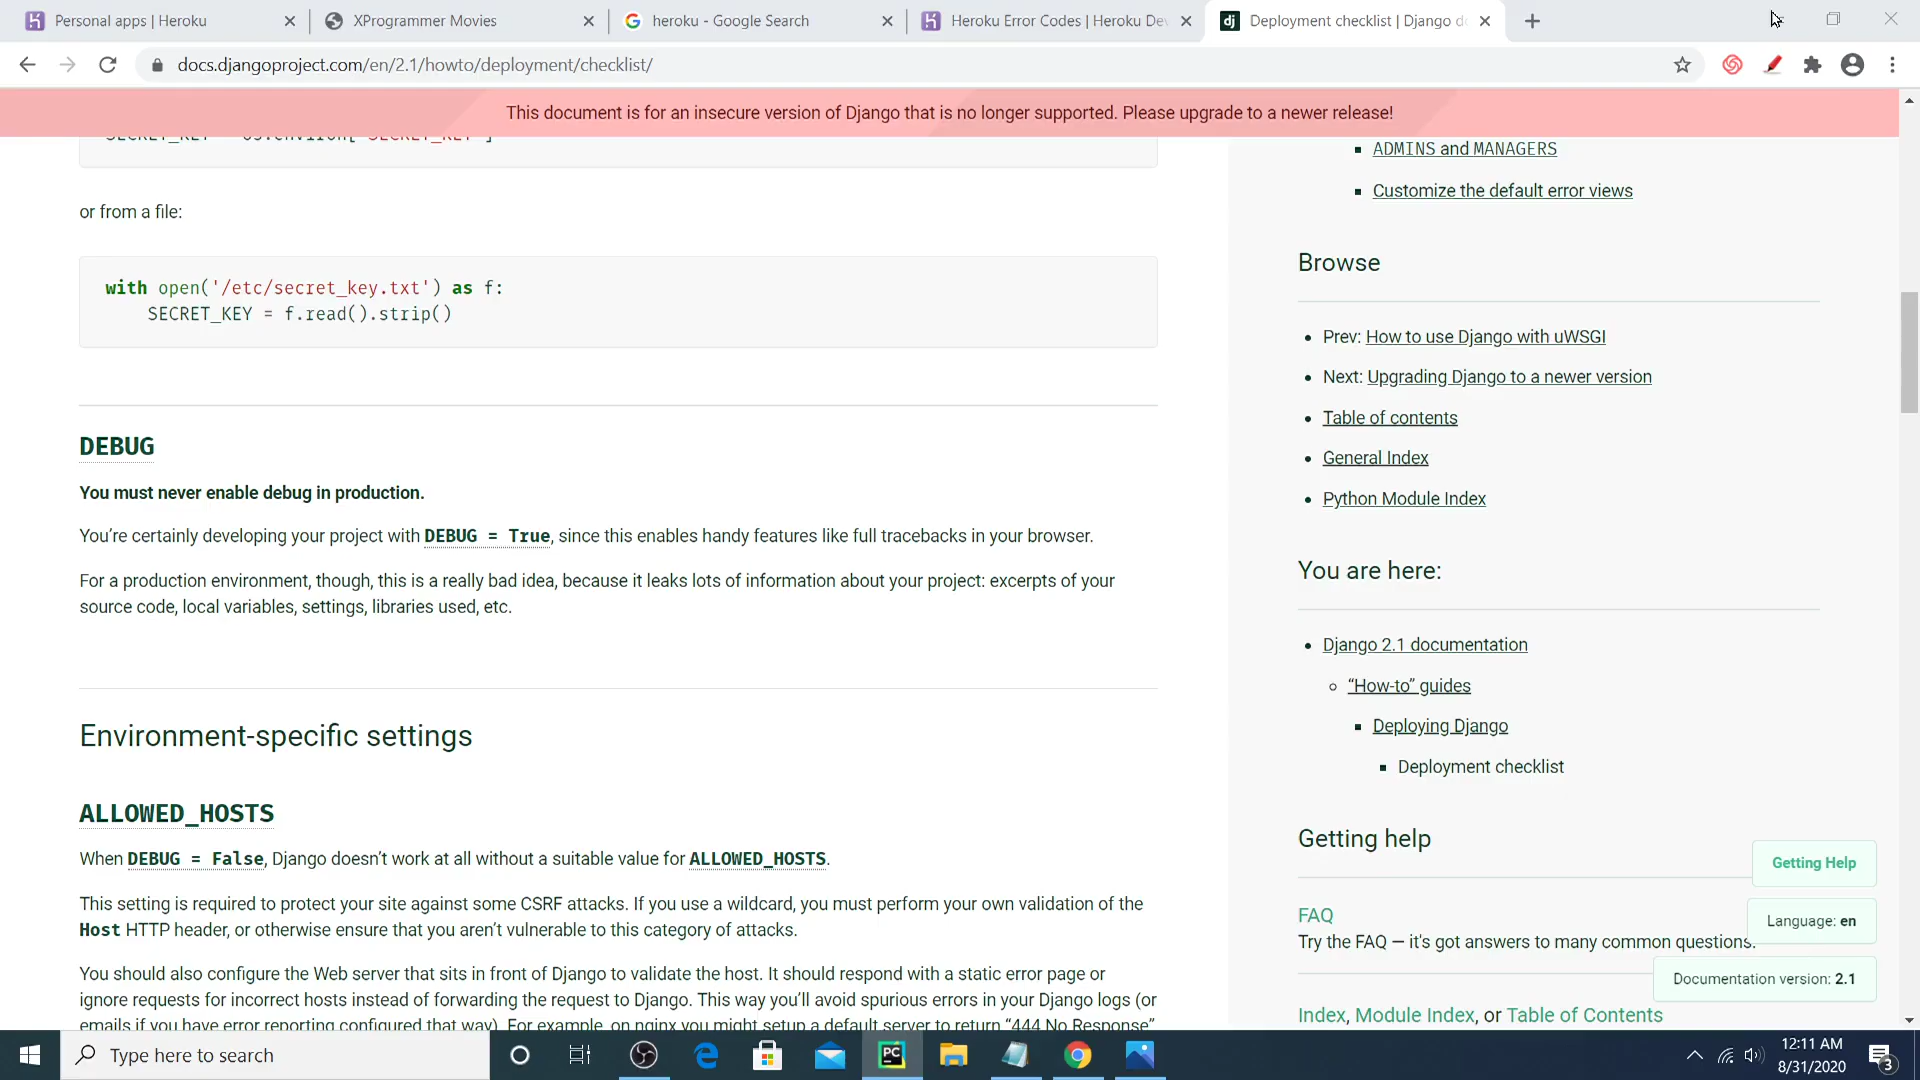 Personal apps | Heroku
XProgrammer Movies
heroku - Google Search
Heroku Error Codes | Heroku De
Deployment checklist | Django d
docs.djangoproject.com/en/2.1/howto/deployment/checklist/
This document is for an insecure version of Django that is no longer supported. Please upgrade to a newer release!
SECRET_KEY = os.environ['SECRET_KEY']
or from a file:
with open('/etc/secret_key.txt') as f:
SECRET_KEY = f.read().strip()
DEBUG
You must never enable debug in production.
You’re certainly developing your project with DEBUG = True, since this enables handy features like full tracebacks in your browser.
For a production environment, though, this is a really bad idea, because it leaks lots of information about your project: excerpts of your
source code, local variables, settings, libraries used, etc.
Environment-specific settings
ALLOWED_HOSTS
When DEBUG = False, Django doesn’t work at all without a suitable value for ALLOWED_HOSTS.
This setting is required to protect your site against some CSRF attacks. If you use a wildcard, you must perform your own validation of the
Host HTTP header, or otherwise ensure that you aren’t vulnerable to this category of attacks.
You should also configure the Web server that sits in front of Django to validate the host. It should respond with a static error page or
ignore requests for incorrect hosts instead of forwarding the request to Django. This way you’ll avoid spurious errors in your Django logs (or
emails if you have error reporting configured that way). For example, on nginx you might setup a default server to return “444 No Response”
ADMINS and MANAGERS
Customize the default error views
Browse
Prev: How to use Django with uWSGI
Next: Upgrading Django to a newer version
Table of contents
General Index
Python Module Index
You are here:
Django 2.1 documentation
“How-to” guides
Deploying Django
Deployment checklist
Getting help
FAQ
Try the FAQ — it's got answers to many common questions.
Index, Module Index, or Table of Contents
Getting Help
Language: en
Documentation version: 2.1
Type here to search
PC
12:11 AM
8/31/2020
3